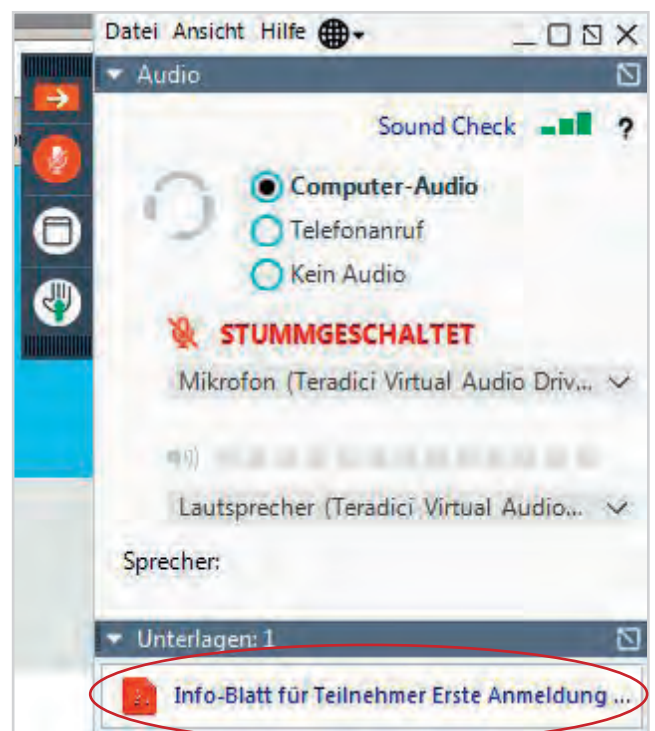 Datei Ansicht Hilfe
Audio
Sound Check ?
Computer-Audio
Telefonanruf
Kein Audio
STUMMGESCHALTET
Mikrofon (Teradici Virtual Audio Driv...
Lautsprecher (Teradici Virtual Audio...
Sprecher:
Unterlagen: 1
Info-Blatt für Teilnehmer Erste Anmeldung ...